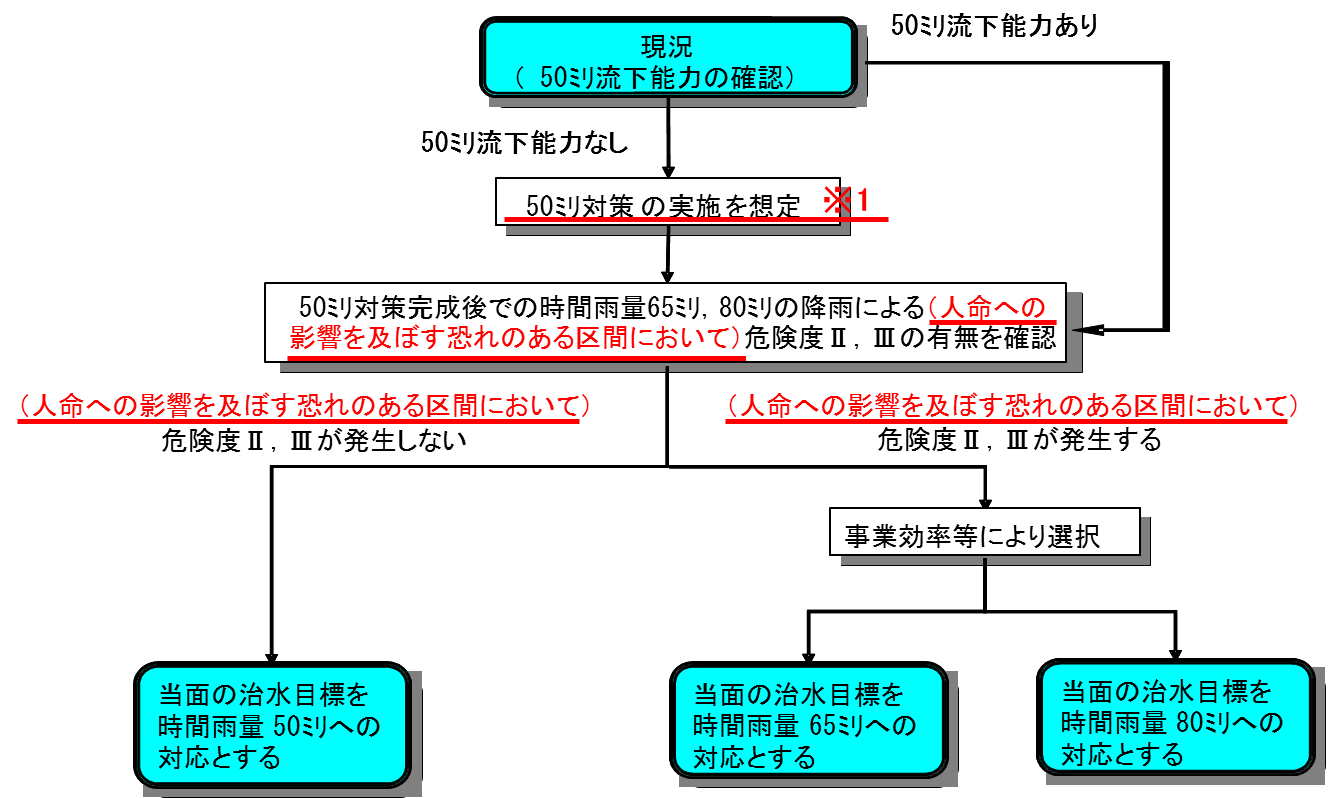 50ﾐﾘ流下能力あり
現況
( 50ﾐﾘ流下能力の確認)
50ﾐﾘ流下能力なし
50ﾐﾘ対策の実施を想定 ※1
50ﾐﾘ対策完成後での時間雨量65ﾐﾘ, 80ﾐﾘの降雨による(人命への
影響を及ぼす恐れのある区間において)危険度Ⅱ, Ⅲの有無を確認
(人命への影響を及ぼす恐れのある区間において)
危険度Ⅱ, Ⅲが発生しない
(人命への影響を及ぼす恐れのある区間において)
危険度Ⅱ, Ⅲが発生する
事業効率等により選択
当面の治水目標を
時間雨量 50ﾐﾘへの
対応とする
当面の治水目標を
時間雨量 65ﾐﾘへの
対応とする
当面の治水目標を
時間雨量 80ﾐﾘへの
対応とする